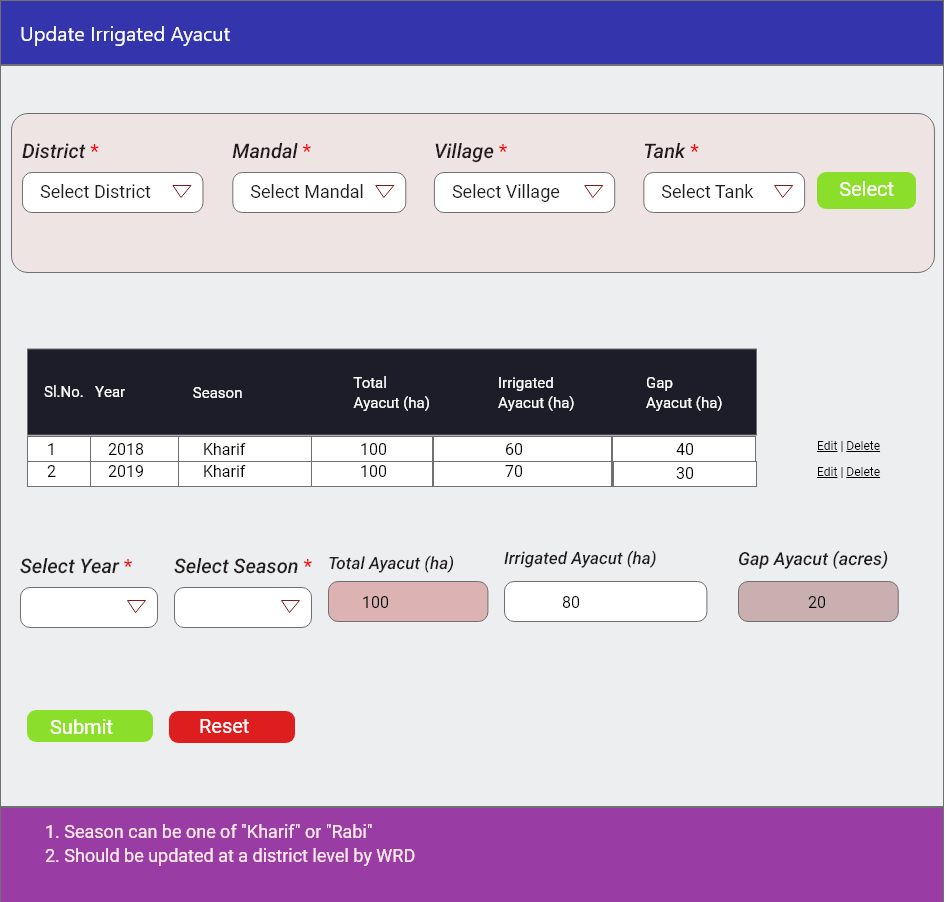 Update Irrigated Ayacut
District * Mandal * Village * Tank *
Select District Select Mandal Select Village Select Tank Select
Sl.No. Year Season Total Ayacut (ha) Irrigated Ayacut (ha) Gap Ayacut (ha)
1 2018 Kharif 100 60 40 Edit | Delete
2 2019 Kharif 100 70 30 Edit | Delete
Select Year * Select Season * Total Ayacut (ha) Irrigated Ayacut (ha) Gap Ayacut (acres)
100 80 20
Submit Reset
1. Season can be one of "Kharif" or "Rabi"
2. Should be updated at a district level by WRD